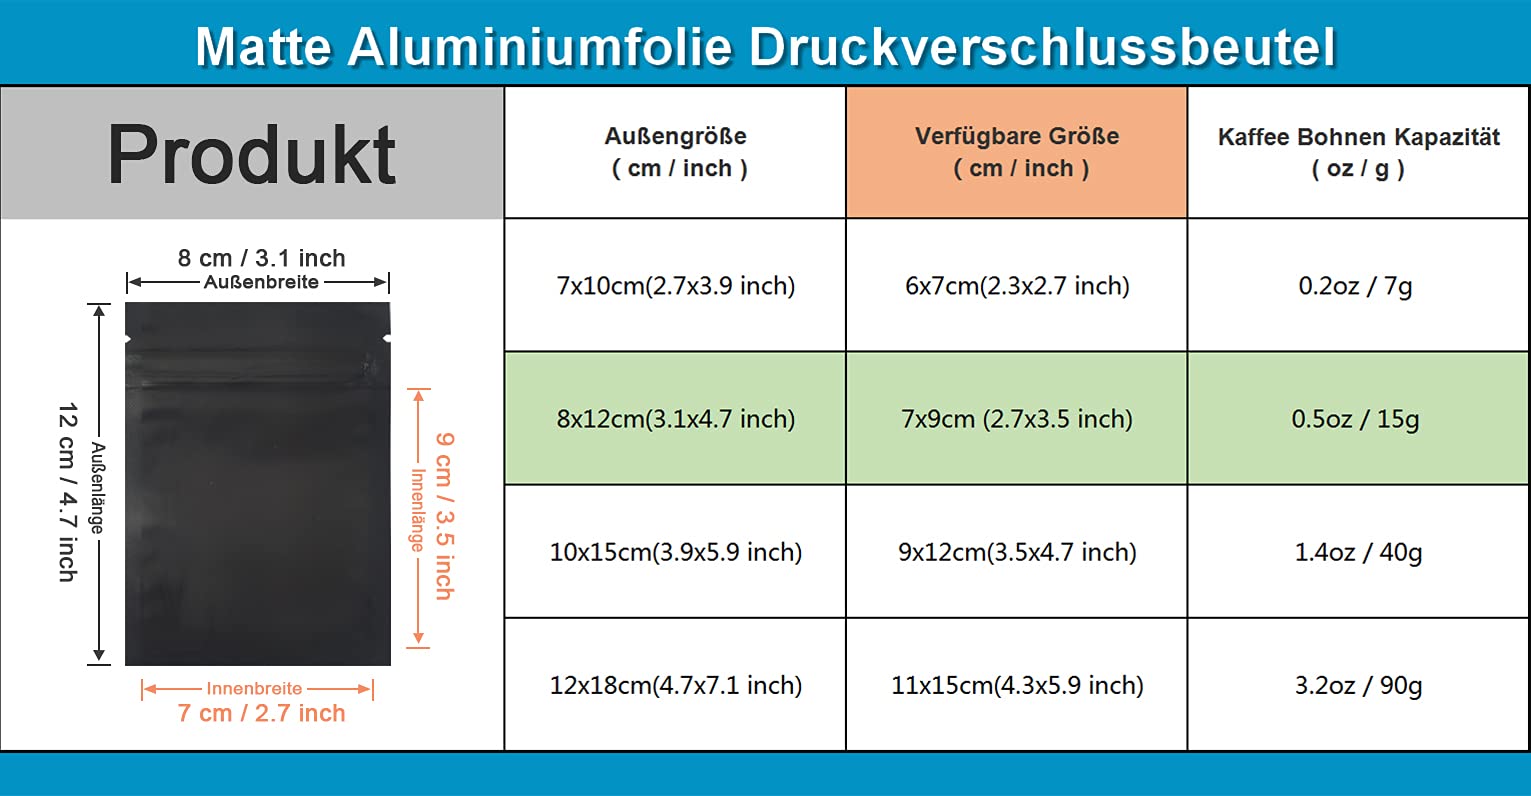 Matte Aluminiumfolie Druckverschlussbeutel
Produkt
Außengröße
( cm / inch )
Verfügbare Größe
( cm / inch )
Kaffee Bohnen Kapazität
( oz / g )
8 cm / 3.1 inch
Außenbreite
12 cm / 4.7 inch
Außenlänge
Innenlänge
9 cm / 3.5 inch
Innenbreite
7 cm / 2.7 inch
7x10cm(2.7x3.9 inch)
6x7cm(2.3x2.7 inch)
0.2oz / 7g
8x12cm(3.1x4.7 inch)
7x9cm (2.7x3.5 inch)
0.5oz / 15g
10x15cm(3.9x5.9 inch)
9x12cm(3.5x4.7 inch)
1.4oz / 40g
12x18cm(4.7x7.1 inch)
11x15cm(4.3x5.9 inch)
3.2oz / 90g